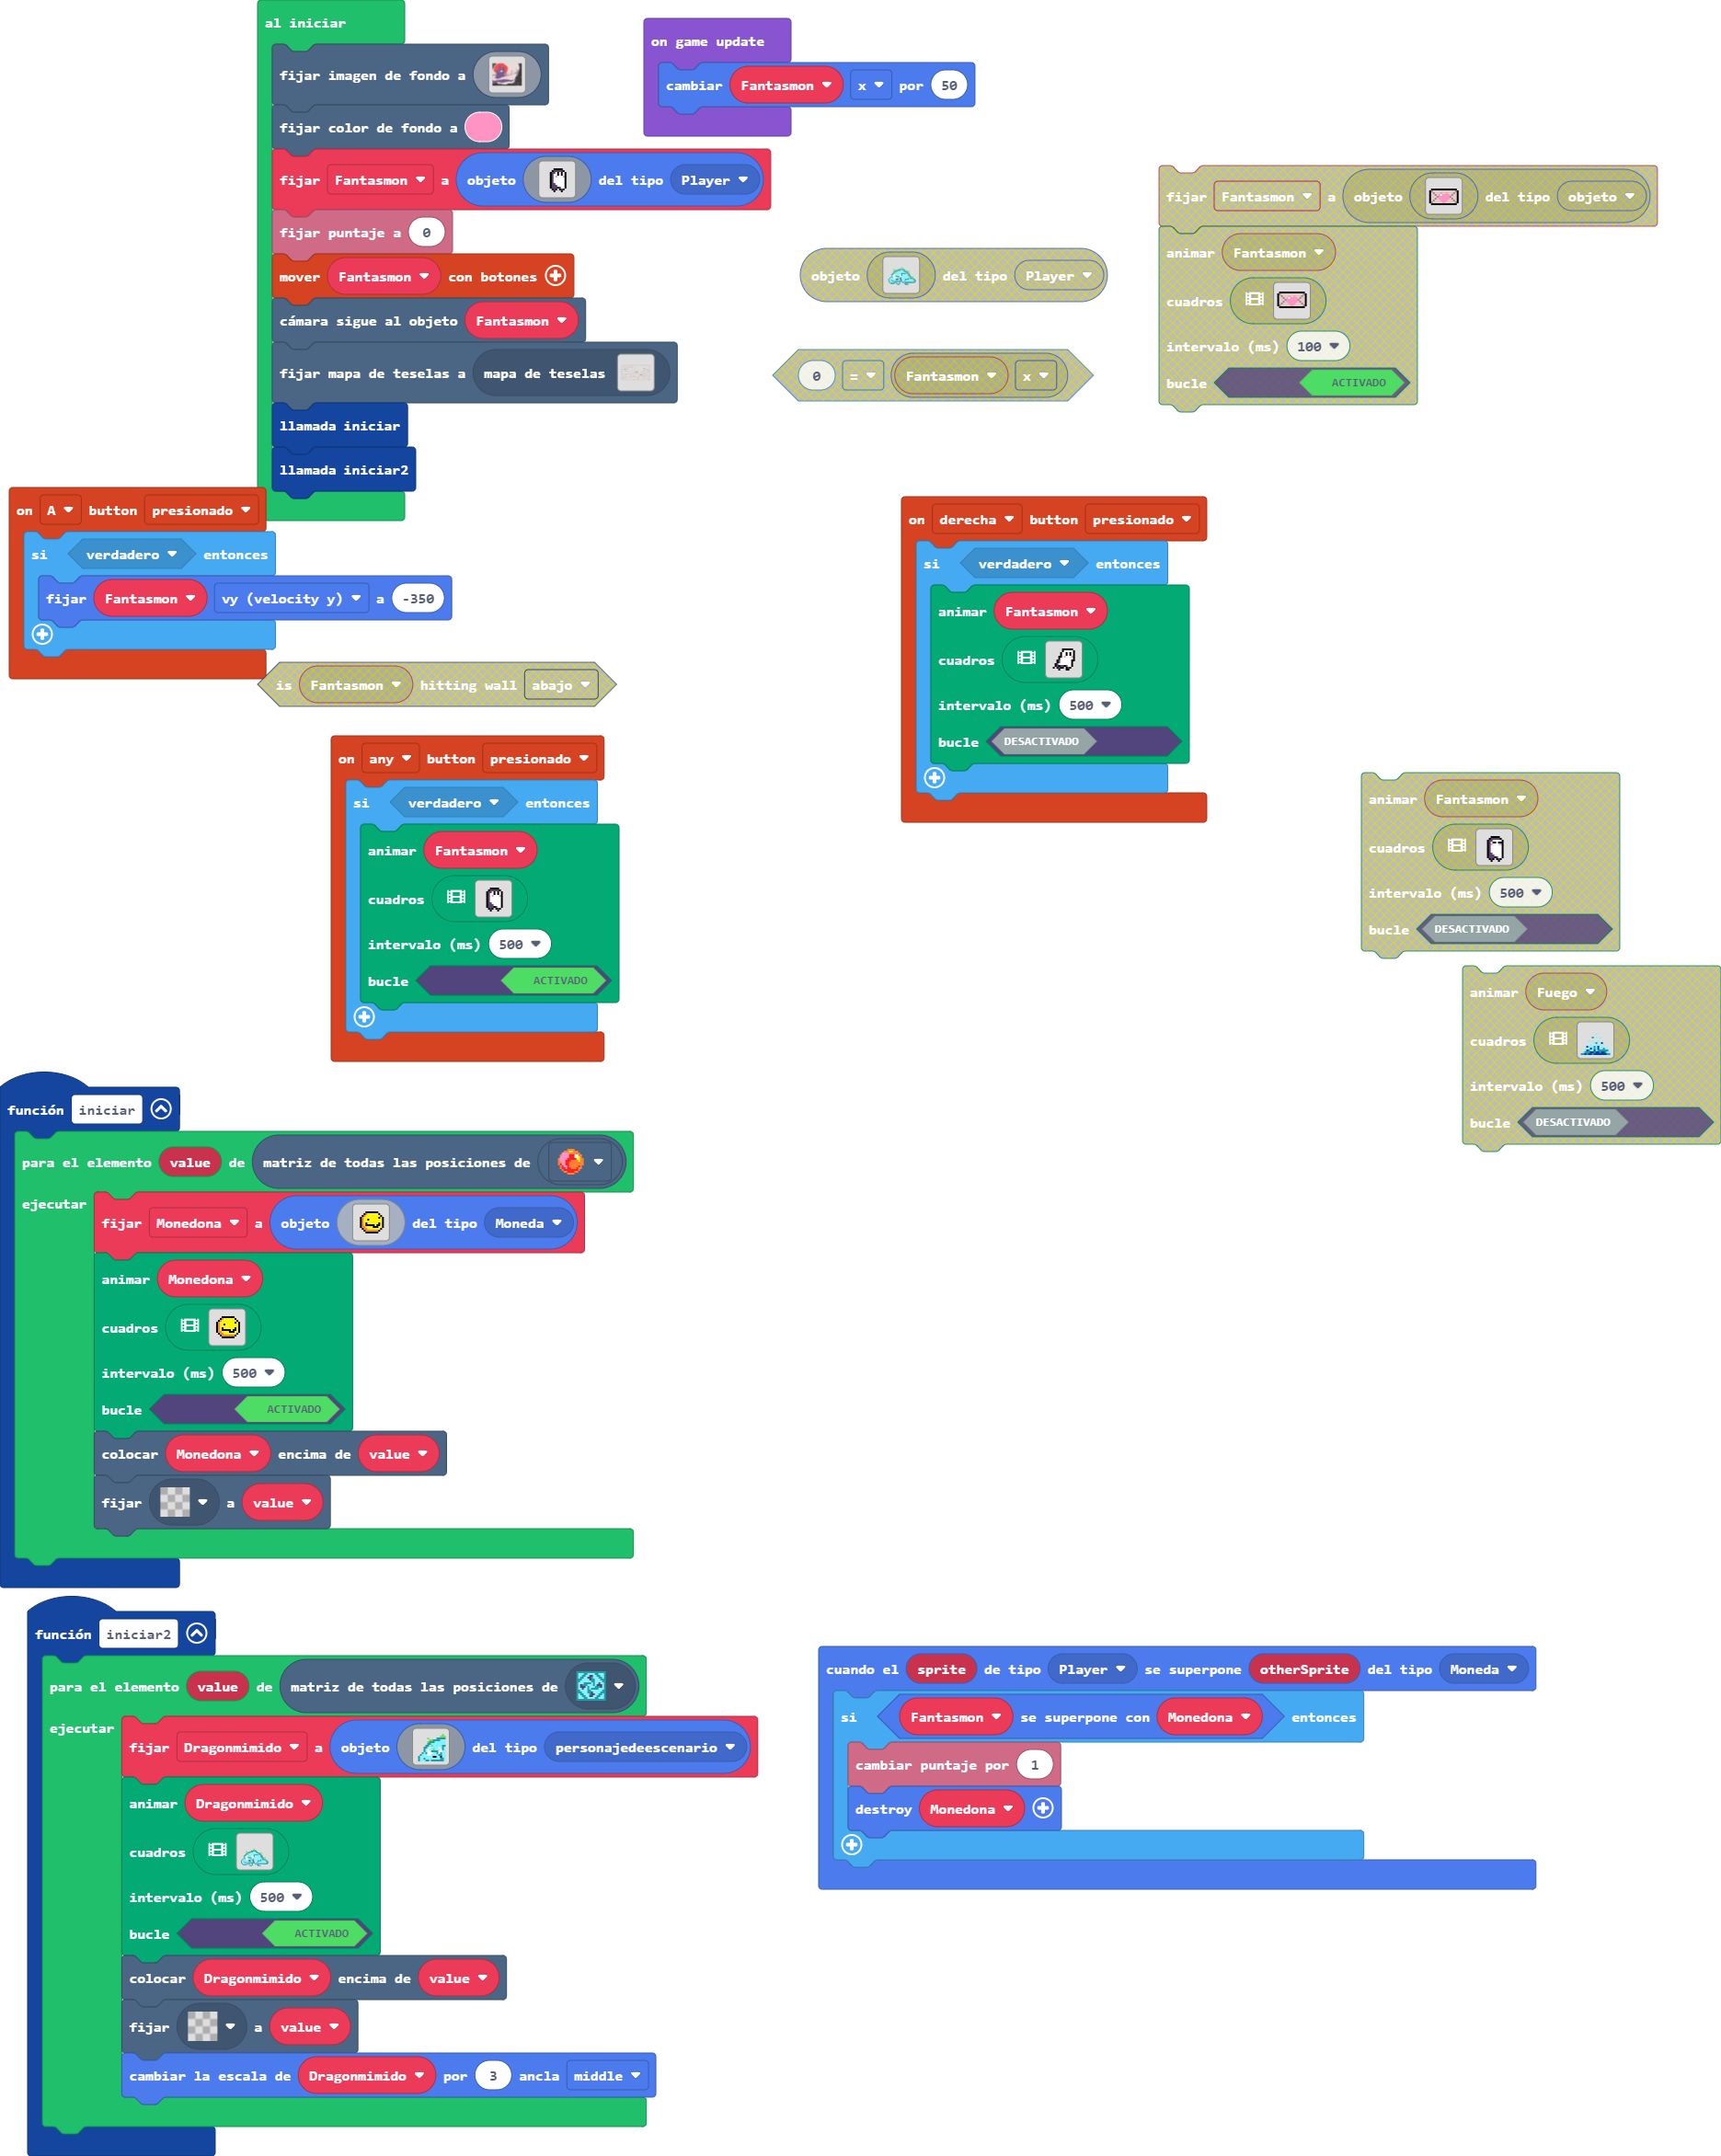 al iniciar
fijar imagen de fondo a
fijar color de fondo a
fijar Fantasmon a objeto del tipo Player
fijar puntaje a 0
mover Fantasmon con botones
cámara sigue al objeto Fantasmon
fijar mapa de teselas a mapa de teselas
llamada iniciar
llamada iniciar2
on game update
cambiar Fantasmon x por 50
objeto del tipo Player
0 = Fantasmon x
fijar Fantasmon a objeto del tipo objeto
animar Fantasmon
cuadros
intervalo (ms) 100
bucle ACTIVADO
on A button presionado
si verdadero entonces
fijar Fantasmon vy (velocity y) a -350
is Fantasmon hitting wall abajo
on derecha button presionado
si verdadero entonces
animar Fantasmon
cuadros
intervalo (ms) 500
bucle DESACTIVADO
on any button presionado
si verdadero entonces
animar Fantasmon
cuadros
intervalo (ms) 500
bucle ACTIVADO
animar Fantasmon
cuadros
intervalo (ms) 500
bucle DESACTIVADO
animar Fuego
cuadros
intervalo (ms) 500
bucle DESACTIVADO
función iniciar
para el elemento value de matriz de todas las posiciones de
ejecutar
fijar Monedona a objeto del tipo Moneda
animar Monedona
cuadros
intervalo (ms) 500
bucle ACTIVADO
colocar Monedona encima de value
fijar a value
función iniciar2
para el elemento value de matriz de todas las posiciones de
ejecutar
fijar Dragonmimido a objeto del tipo personajedeescenario
animar Dragonmimido
cuadros
intervalo (ms) 500
bucle ACTIVADO
colocar Dragonmimido encima de value
fijar a value
cambiar la escala de Dragonmimido por 3 ancla middle
cuando el sprite de tipo Player se superpone otherSprite del tipo Moneda
si Fantasmon se superpone con Monedona entonces
cambiar puntaje por 1
destroy Monedona